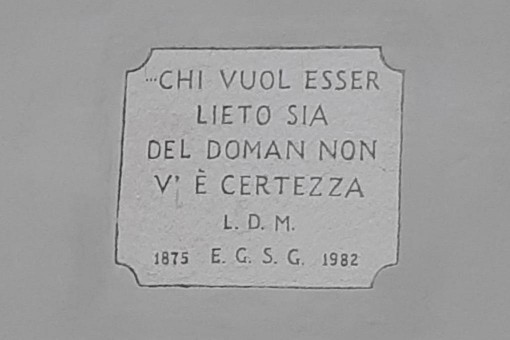 ...CHI VUOL ESSER
LIETO SIA
DEL DOMAN NON
V' È CERTEZZA
L. D. M.
1875 E. G. S. G. 1982